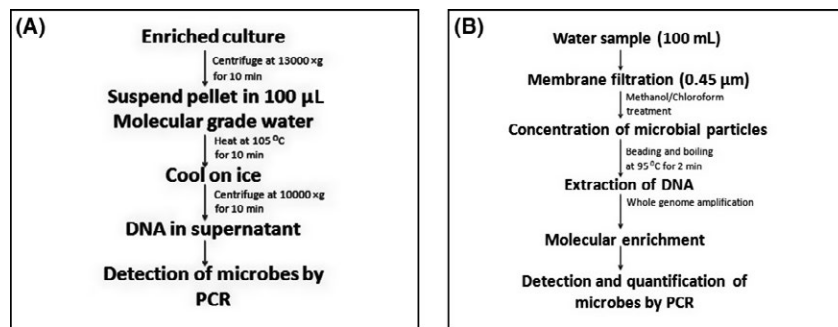 (A)
Enriched culture
Centrifuge at 13000 ×g
for 10 min
Suspend pellet in 100 µL
Molecular grade water
Heat at 105 ⁰C
for 10 min
Cool on ice
Centrifuge at 10000 ×g
for 10 min
DNA in supernatant
Detection of microbes by
PCR
(B)
Water sample (100 mL)
Membrane filtration (0.45 µm)
Methanol/Chloroform
treatment
Concentration of microbial particles
Beading and boiling
at 95 ⁰C for 2 min
Extraction of DNA
Whole genome amplification
Molecular enrichment
Detection and quantification of
microbes by PCR